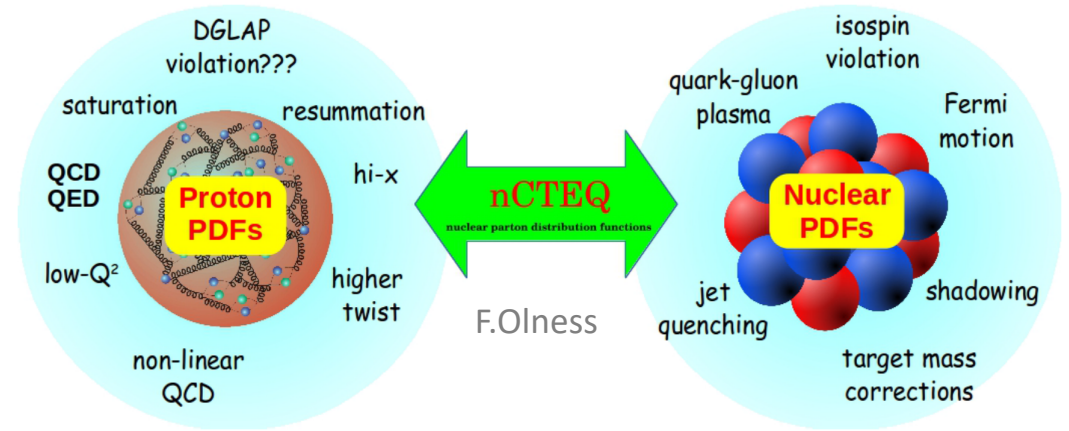 DGLAP
violation???
saturation
resummation
QCD
QED
hi-x
Proton
PDFs
low-Q²
higher
twist
non-linear
QCD
nCTEQ
nuclear parton distribution functions
F.Olness
isospin
violation
quark-gluon
plasma
Fermi
motion
Nuclear
PDFs
jet
quenching
shadowing
target mass
corrections